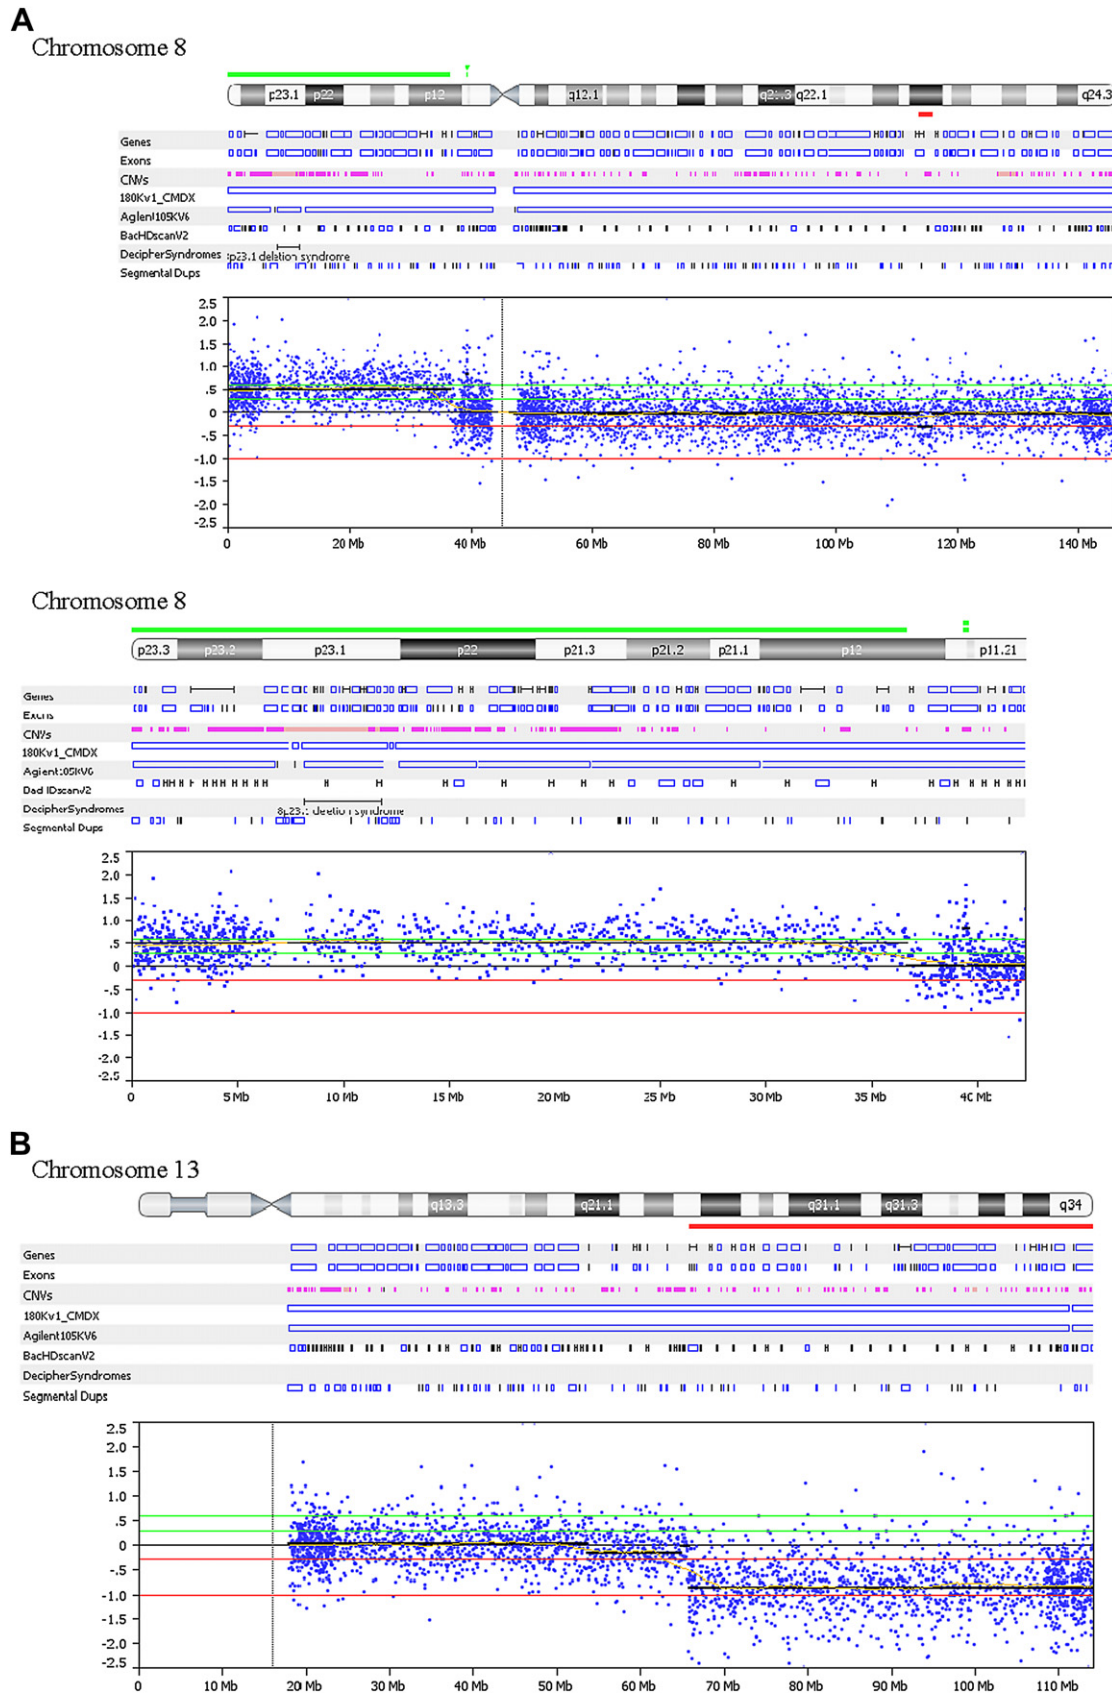 A
Chromosome 8
p23.1 p22 p12 q12.1 q21.3 q22.1 q24.3
Genes
Exons
CNVs
180Kv1_CMDX
Agilent105KV6
BacHDscanV2
DecipherSyndromes
p23.1 deletion syndrome
Segmental Dups
2.5
2.0
1.5
1.0
.5
0
-.5
-1.0
-1.5
-2.0
-2.5
0 20 Mb 40 Mb 60 Mb 80 Mb 100 Mb 120 Mb 140 Mb
Chromosome 8
p23.3 p23.2 p23.1 p22 p21.3 p21.2 p21.1 p12 p11.21
Genes
Exons
CNVs
180Kv1_CMDX
Agilent105KV6
DecipherSyndromes
8p23.1 deletion syndrome
Segmental Dups
2.5
2.0
1.5
1.0
.5
0
-.5
-1.0
-1.5
-2.0
-2.5
0 5 Mb 10 Mb 15 Mb 20 Mb 25 Mb 30 Mb 35 Mb 40 Mb
B
Chromosome 13
q13.3 q21.1 q31.1 q31.3 q34
Genes
Exons
CNVs
180Kv1_CMDX
Agilent105KV6
BacHDscanV2
DecipherSyndromes
Segmental Dups
2.5
2.0
1.5
1.0
.5
0
-.5
-1.0
-1.5
-2.0
-2.5
0 10 Mb 20 Mb 30 Mb 40 Mb 50 Mb 60 Mb 70 Mb 80 Mb 90 Mb 100 Mb 110 Mb